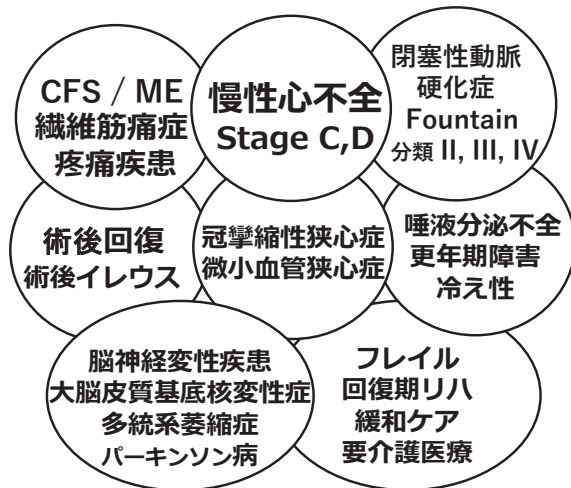 CFS / ME
繊維筋痛症
疼痛疾患
慢性心不全
Stage C,D
閉塞性動脈
硬化症
Fountain
分類 II, III, IV
術後回復
術後イレウス
冠攣縮性狭心症
微小血管狭心症
唾液分泌不全
更年期障害
冷え性
脳神経変性疾患
大脳皮質基底核変性症
多統系萎縮症
パーキンソン病
フレイル
回復期リハ
緩和ケア
要介護医療